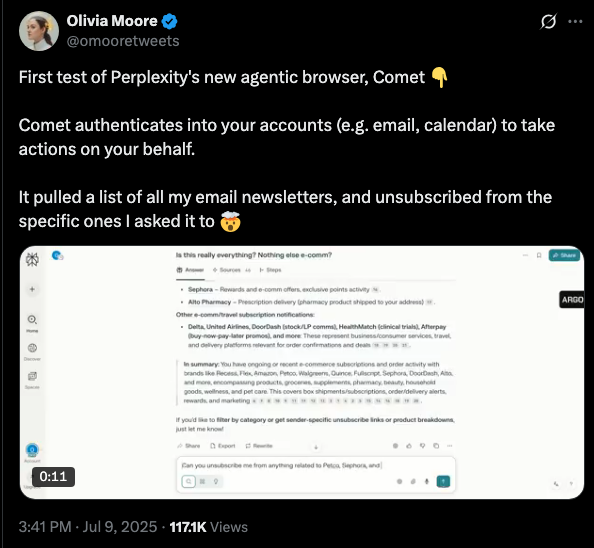 Olivia Moore
@omooretweets
First test of Perplexity's new agentic browser, Comet 👇
Comet authenticates into your accounts (e.g. email, calendar) to take
actions on your behalf.
It pulled a list of all my email newsletters, and unsubscribed from the
specific ones I asked it to 🤯
Is this really everything? Nothing else e-comm?
Share
Answer Sources Steps
• Sephora – Rewards and e-comm offers, exclusive points activity
• Alto Pharmacy – Prescription delivery (pharmacy product shipped to your address)
Other e-comm/travel subscription notifications:
• Delta, United Airlines, DoorDash (stock/LP comms), HealthMatch (clinical trials), Afterpay
(buy-now-pay-later promos), and more: These represent business/consumer services, travel,
and delivery platforms relevant for order confirmations and deals
In summary: You have ongoing or recent e-commerce subscriptions and order activity with
brands like Recess, Flex, Amazon, Petco, Walgreens, Quince, Fullscript, Sephora, DoorDash, Alto,
and more, encompassing products, groceries, supplements, pharmacy, beauty, household
goods, wellness, and pet care. This covers box shipments/subscriptions, order/delivery alerts,
rewards, and marketing
If you'd like to filter by category or get sender-specific unsubscribe links or product breakdowns,
just let me know!
Share Export Rewrite
Can you unsubscribe me from anything related to Petco, Sephora, and
Home
Discover
Spaces
Account
ARGO
0:11
3:41 PM · Jul 9, 2025 · 117.1K Views